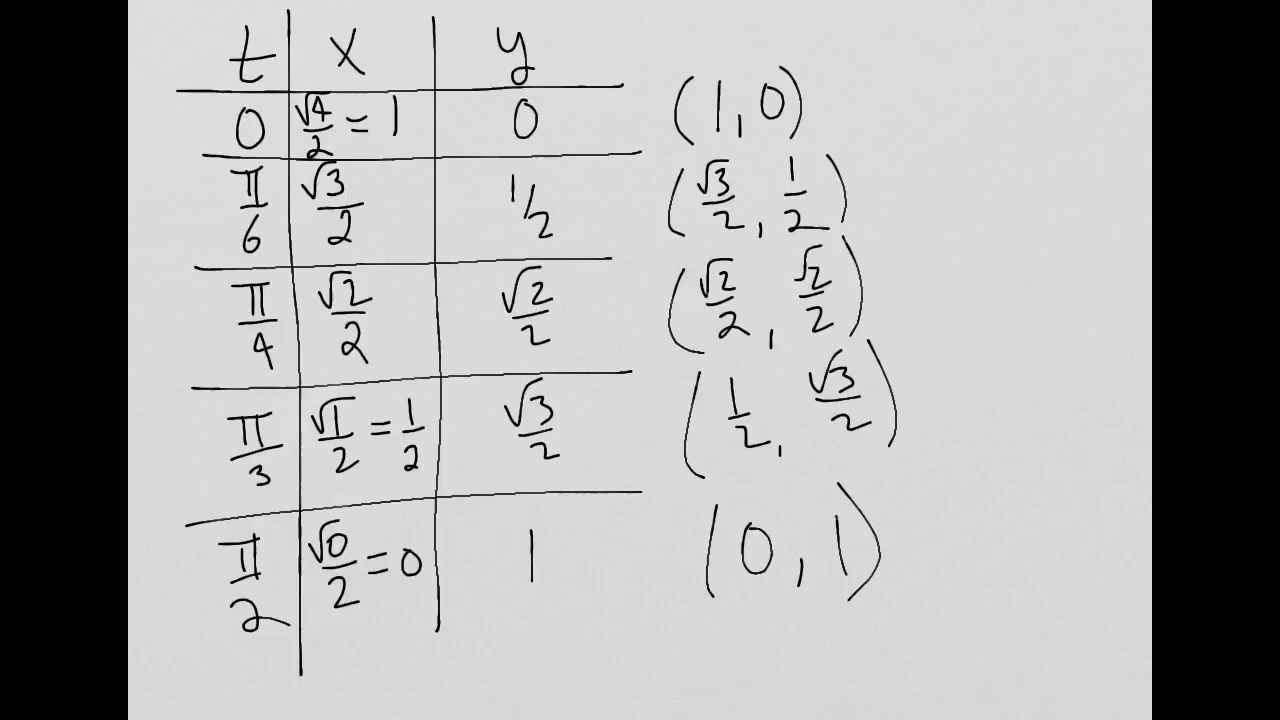 t x y
0 √4/2 = 1 0 (1, 0)
π/6 √3/2 1/2 (√3/2, 1/2)
π/4 √2/2 √2/2 (√2/2, √2/2)
π/3 √1/2 = 1/2 √3/2 (1/2, √3/2)
π/2 √0/2 = 0 1 (0, 1)